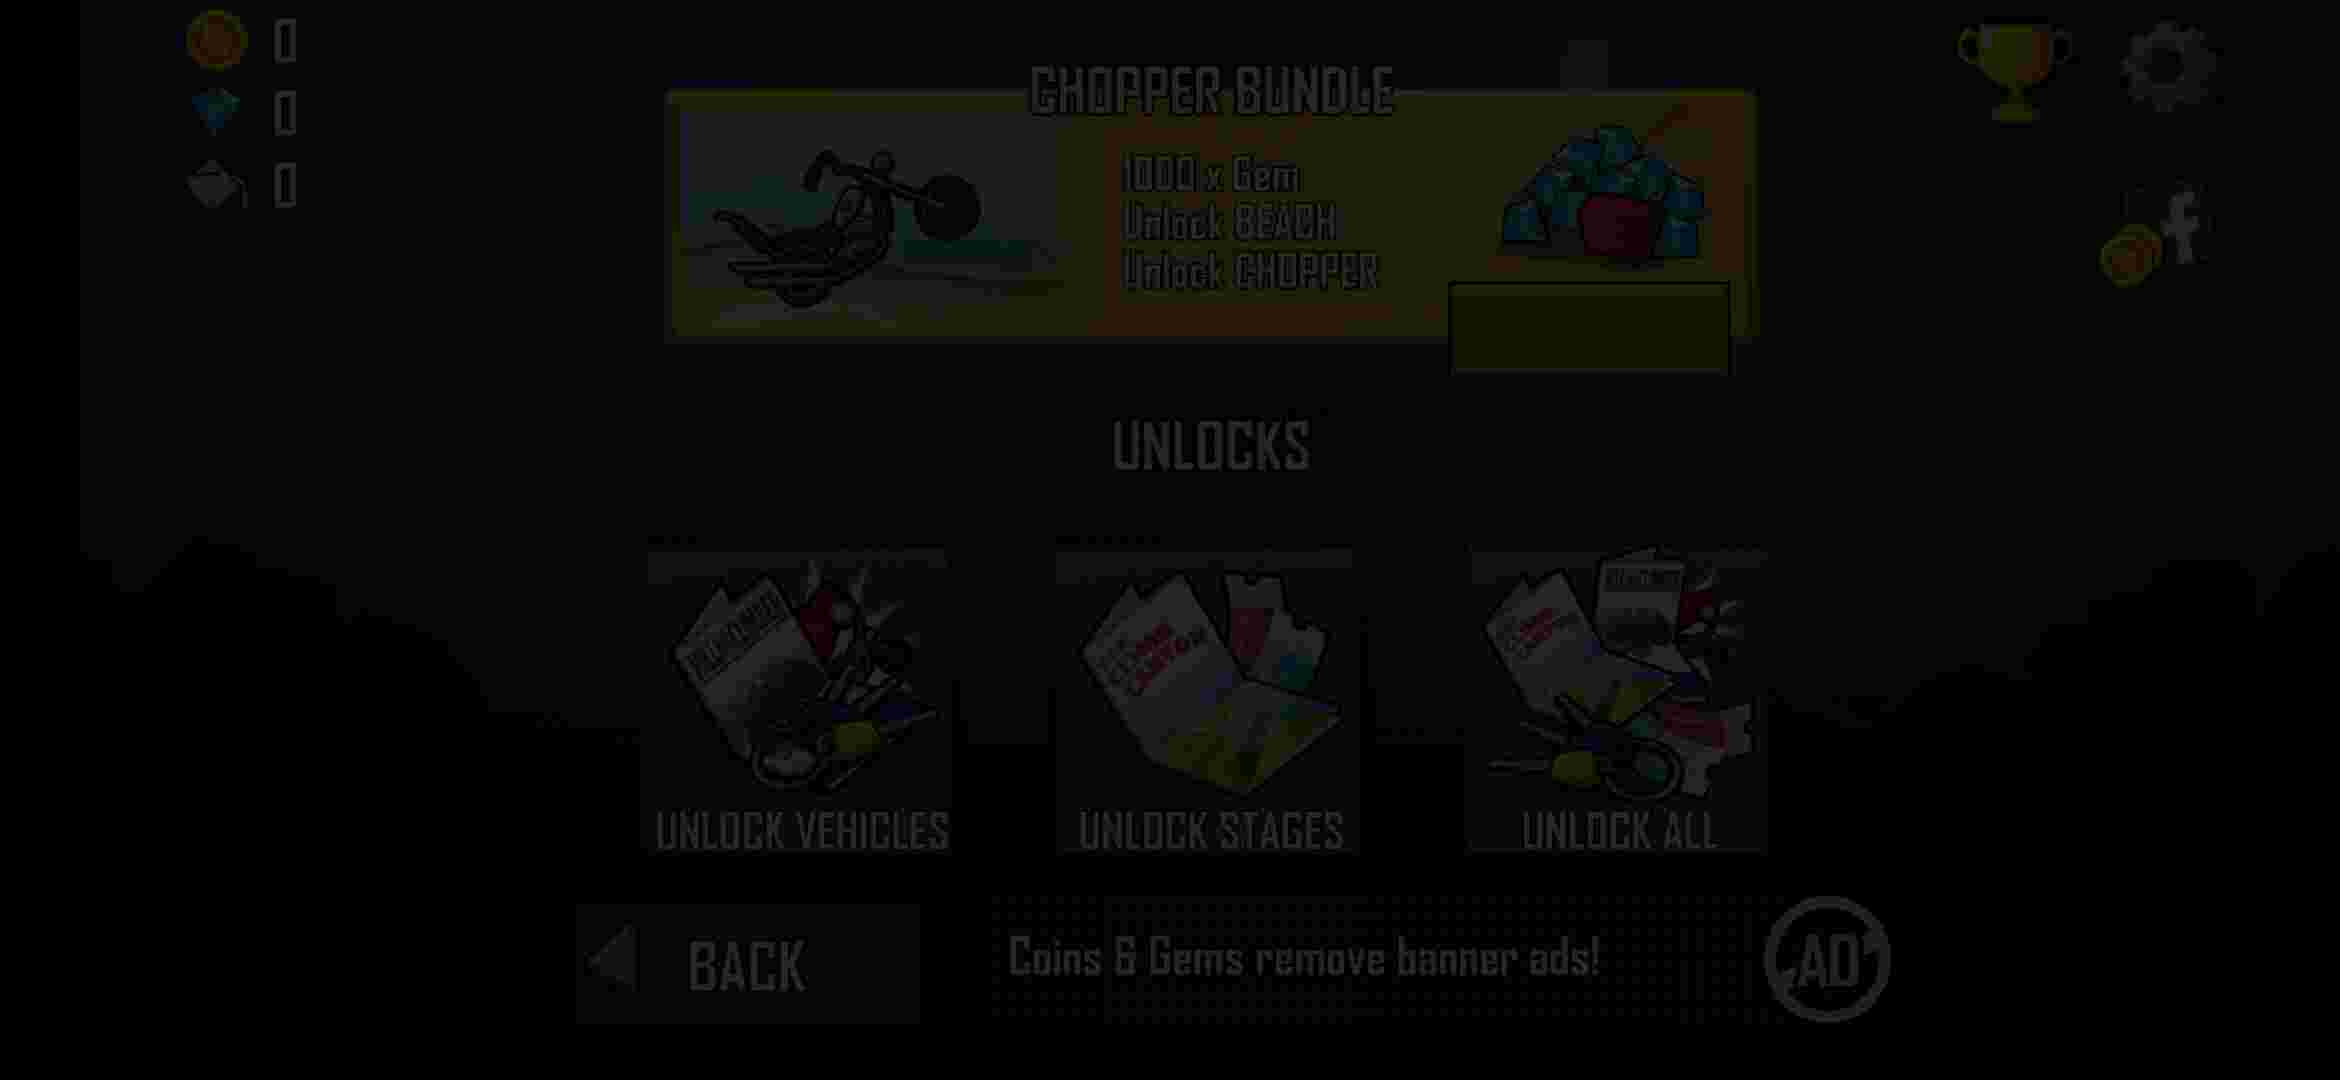 0
0
0
CHOPPER BUNDLE
1000 x Gem
Unlock BEACH
Unlock CHOPPER
UNLOCKS
UNLOCK VEHICLES
UNLOCK STAGES
UNLOCK ALL
BACK
Coins & Gems remove banner ads!
AD